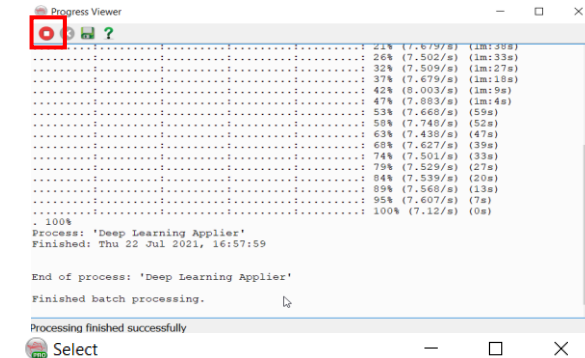 Progress Viewer
.........:.........:.........:.........:.........: 21% (7.679/s) (1m:38s)
.........:.........:.........:.........:.........: 26% (7.502/s) (1m:33s)
.........:.........:.........:.........:.........: 32% (7.509/s) (1m:27s)
.........:.........:.........:.........:.........: 37% (7.679/s) (1m:18s)
.........:.........:.........:.........:.........: 42% (8.003/s) (1m:9s)
.........:.........:.........:.........:.........: 47% (7.883/s) (1m:4s)
.........:.........:.........:.........:.........: 53% (7.668/s) (59s)
.........:.........:.........:.........:.........: 58% (7.748/s) (52s)
.........:.........:.........:.........:.........: 63% (7.438/s) (47s)
.........:.........:.........:.........:.........: 68% (7.627/s) (39s)
.........:.........:.........:.........:.........: 74% (7.501/s) (33s)
.........:.........:.........:.........:.........: 79% (7.529/s) (27s)
.........:.........:.........:.........:.........: 84% (7.539/s) (20s)
.........:.........:.........:.........:.........: 89% (7.568/s) (13s)
.........:.........:.........:.........:.........: 95% (7.607/s) (7s)
.........:.........:.........:.........:.........: 100% (7.12/s) (0s)
. 100%
Process: 'Deep Learning Applier'
Finished: Thu 22 Jul 2021, 16:57:59
End of process: 'Deep Learning Applier'
Finished batch processing.
Processing finished successfully
PRO Select